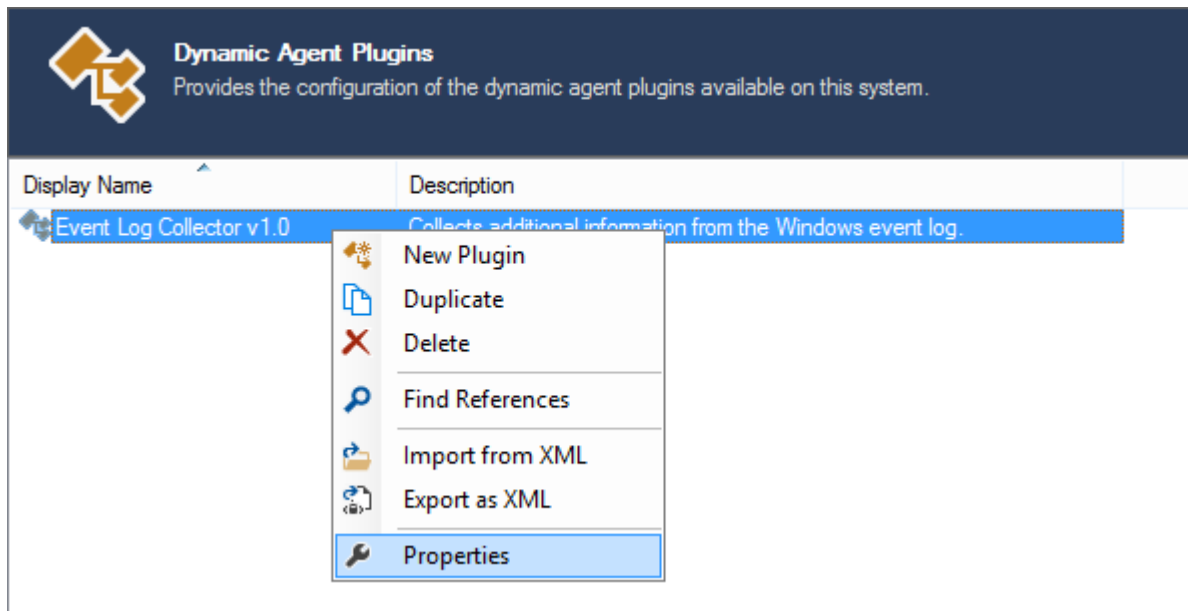 Dynamic Agent Plugins
Provides the configuration of the dynamic agent plugins available on this system.
Display Name Description
Event Log Collector v1.0 Collects additional information from the Windows event log.
New Plugin
Duplicate
Delete
Find References
Import from XML
Export as XML
Properties